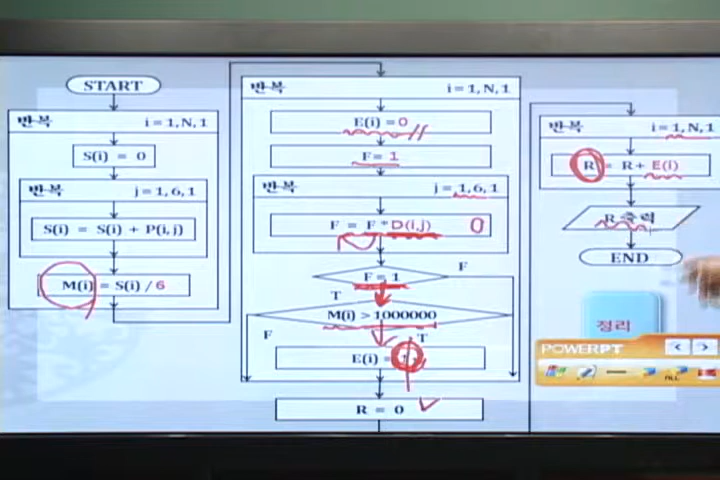 START
반복 i = 1, N, 1
S(i) = 0
반복 j = 1, 6, 1
S(i) = S(i) + P(i, j)
M(i) = S(i) / 6
반복 i = 1, N, 1
E(i) = 0
F = 1
반복 j = 1, 6, 1
F = F * D(i, j) 0
F = 1
F
T
M(i) > 1000000
F
T
E(i) =
R = 0
반복 i = 1, N, 1
R = R + E(i)
R 출력
END
정리
POWERPT
ALL